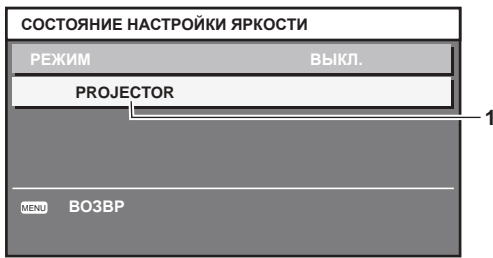 СОСТОЯНИЕ НАСТРОЙКИ ЯРКОСТИ
РЕЖИМ ВЫКЛ.
PROJECTOR
1
MENU ВОЗВР